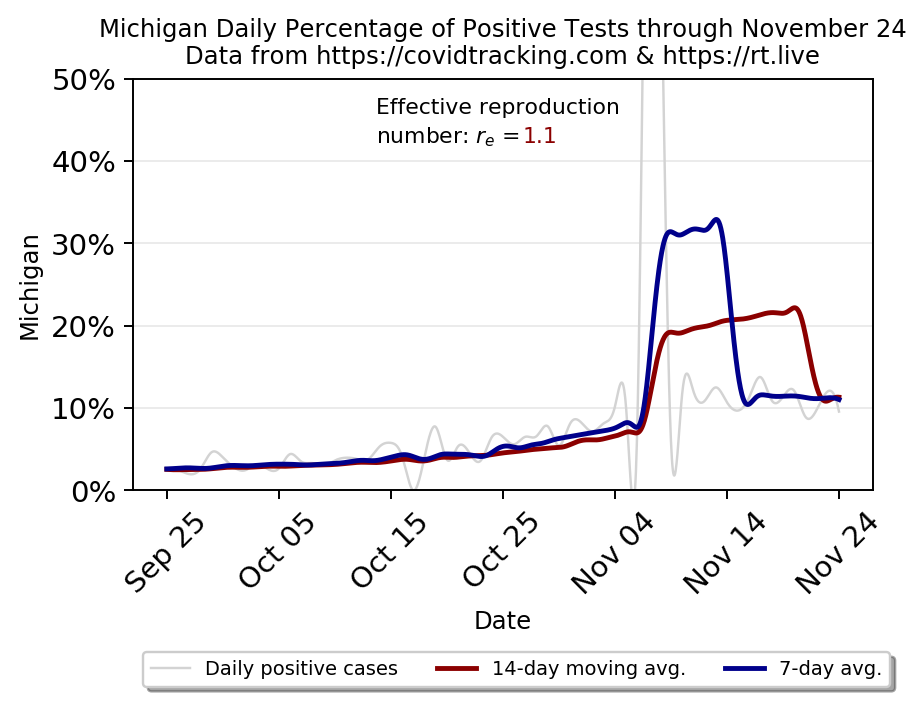 Michigan Daily Percentage of Positive Tests through November 24
Data from https://covidtracking.com & https://rt.live
50%
Effective reproduction
number: rₑ =1.1
40%
30%
20%
10%
0%
Michigan
Sep 25
Oct 05
Oct 15
Oct 25
Nov 04
Nov 14
Nov 24
Date
Daily positive cases
14-day moving avg.
7-day avg.